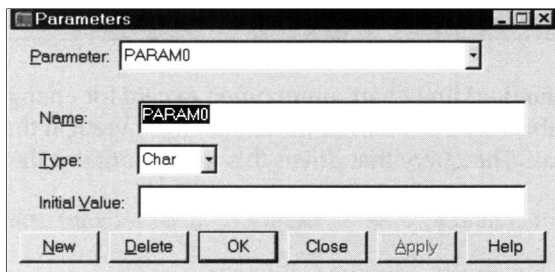 Parameters
Parameter: PARAM0
Name: PARAM0
Type: Char
Initial Value:
New Delete OK Close Apply Help